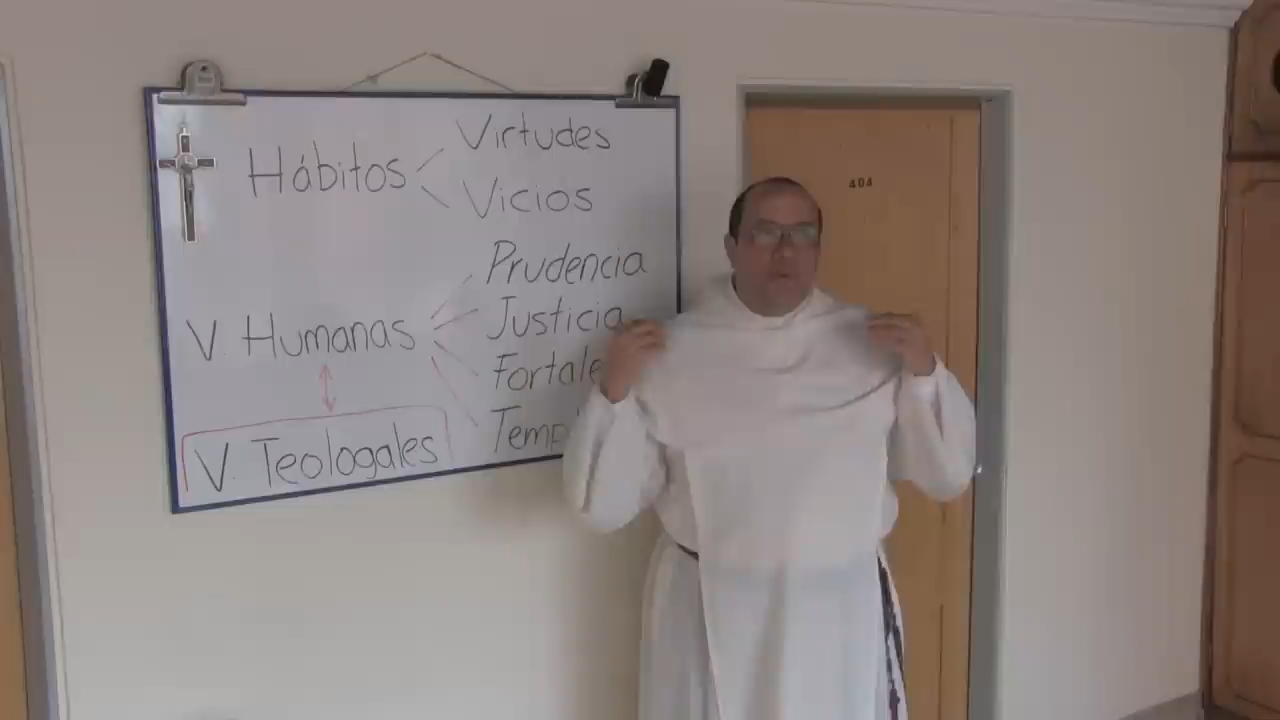 Hábitos
Virtudes
Vicios
V. Humanas
Prudencia
Justicia
V. Teologales
404